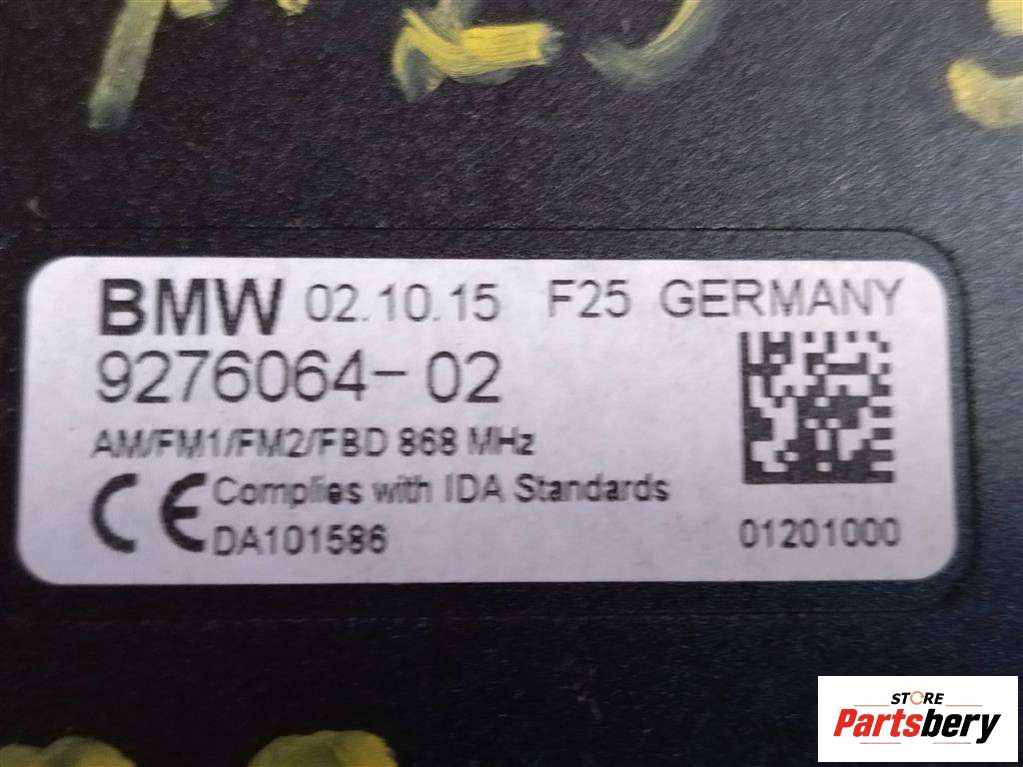 BMW 02.10.15 F25 GERMANY
9276064-02
AM/FM1/FM2/FBD 868 MHz
CE Complies with IDA Standards
DA101586
01201000
STORE
Partsbery